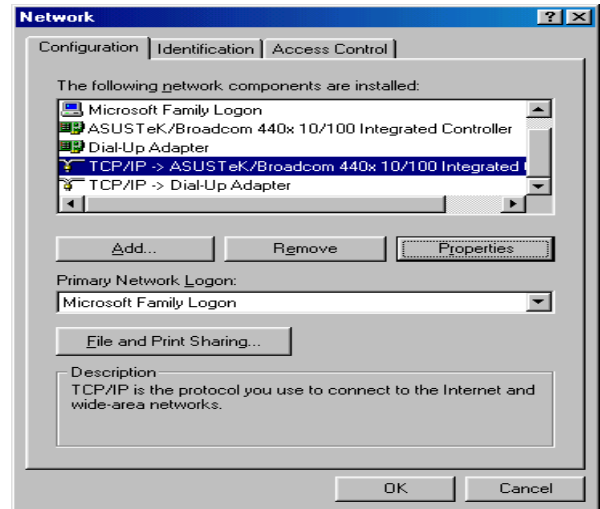 Network
Configuration Identification Access Control
The following network components are installed:
Microsoft Family Logon
ASUSTeK/Broadcom 440x 10/100 Integrated Controller
Dial-Up Adapter
TCP/IP -> ASUSTeK/Broadcom 440x 10/100 Integrated
TCP/IP -> Dial-Up Adapter
Add... Remove Properties
Primary Network Logon:
Microsoft Family Logon
File and Print Sharing...
Description
TCP/IP is the protocol you use to connect to the Internet and
wide-area networks.
OK Cancel